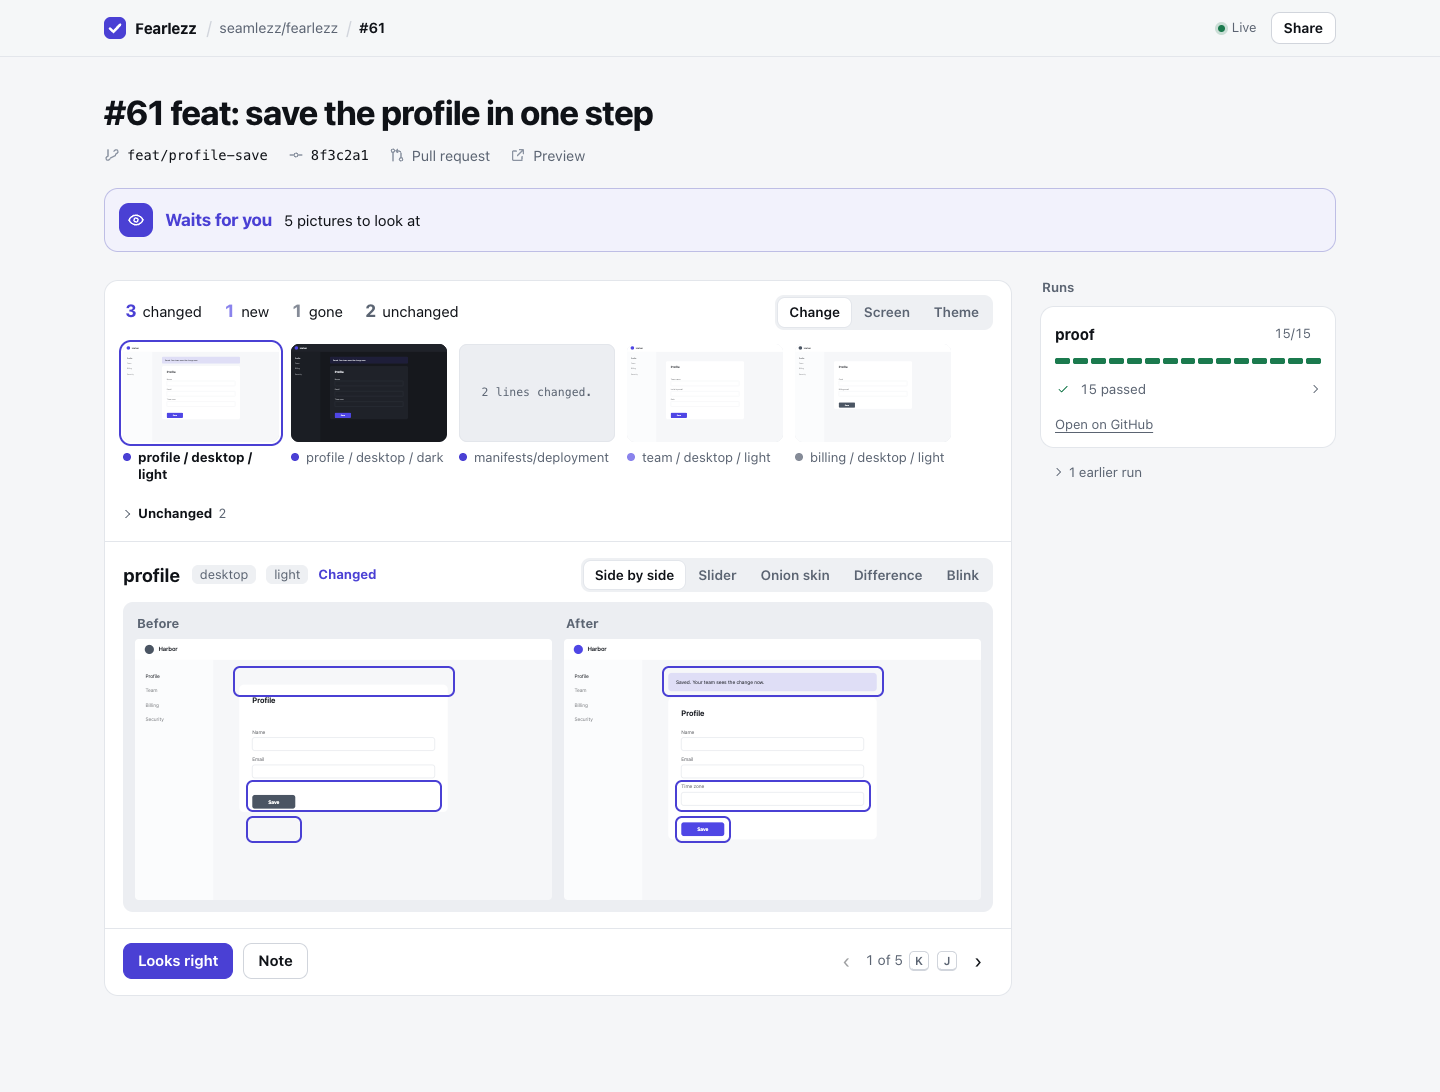 Fearlezz / seamlezz/fearlezz / #61
Live
Share
#61 feat: save the profile in one step
feat/profile-save
8f3c2a1
Pull request
Preview
Waits for you 5 pictures to look at
3 changed 1 new 1 gone 2 unchanged
Change Screen Theme
2 lines changed.
profile / desktop / light
profile / desktop / dark
manifests/deployment
team / desktop / light
billing / desktop / light
Unchanged 2
profile desktop light Changed
Side by side Slider Onion skin Difference Blink
Before
Harbor
Profile
Team
Billing
Security
Profile
Name
Email
Save
After
Harbor
Profile
Team
Billing
Security
Saved. Your team sees the change now.
Profile
Name
Email
Time zone
Save
Looks right
Note
1 of 5 K J
Runs
proof 15/15
15 passed
Open on GitHub
1 earlier run